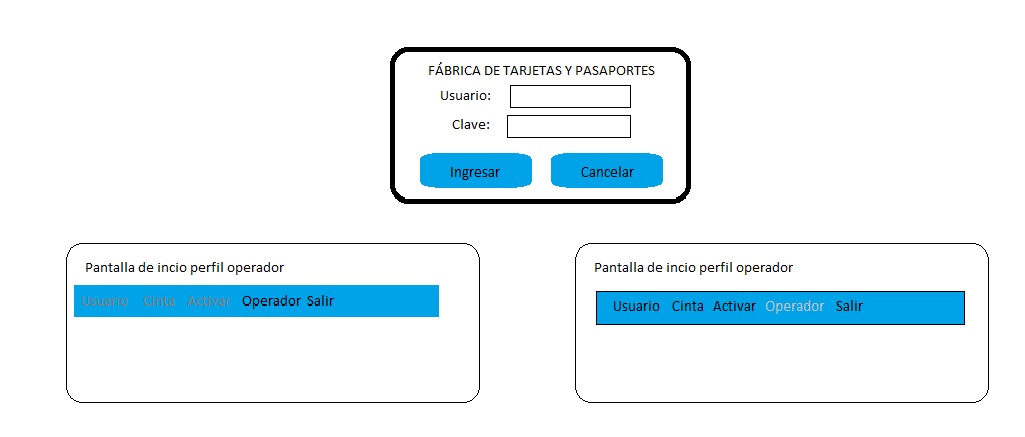 FÁBRICA DE TARJETAS Y PASAPORTES
Usuario:
Clave:
Ingresar Cancelar
Pantalla de incio perfil operador
Usuario Cinta Activar Operador Salir
Pantalla de incio perfil operador
Usuario Cinta Activar Operador Salir